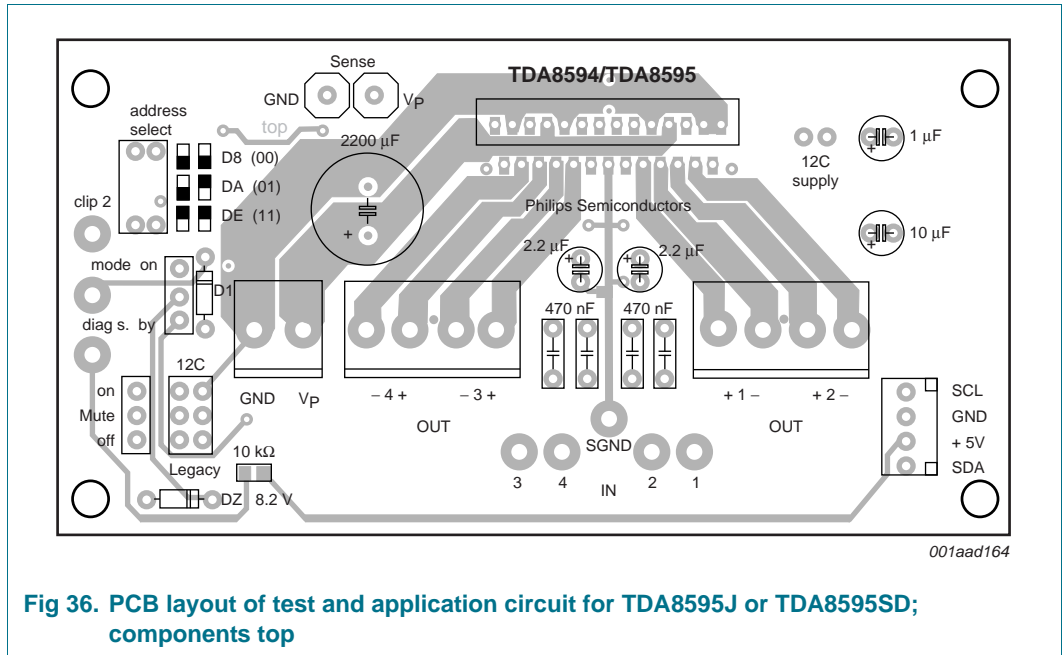 Sense
TDA8594/TDA8595
GND
VP
address
select
top
2200 µF
1 µF
D8 (00)
12C
supply
DA (01)
clip 2
DE (11)
Philips Semiconductors
+
10 µF
2.2 µF
2.2 µF
mode on
D1
470 nF
470 nF
diag s. by
12C
on
GND
VP
– 4 +
– 3 +
+ 1 –
+ 2 –
SCL
Mute
GND
OUT
OUT
off
SGND
+ 5V
10 kΩ
Legacy
SDA
3
4
IN
2
1
DZ
8.2 V
001aad164
Fig 36. PCB layout of test and application circuit for TDA8595J or TDA8595SD;
components top